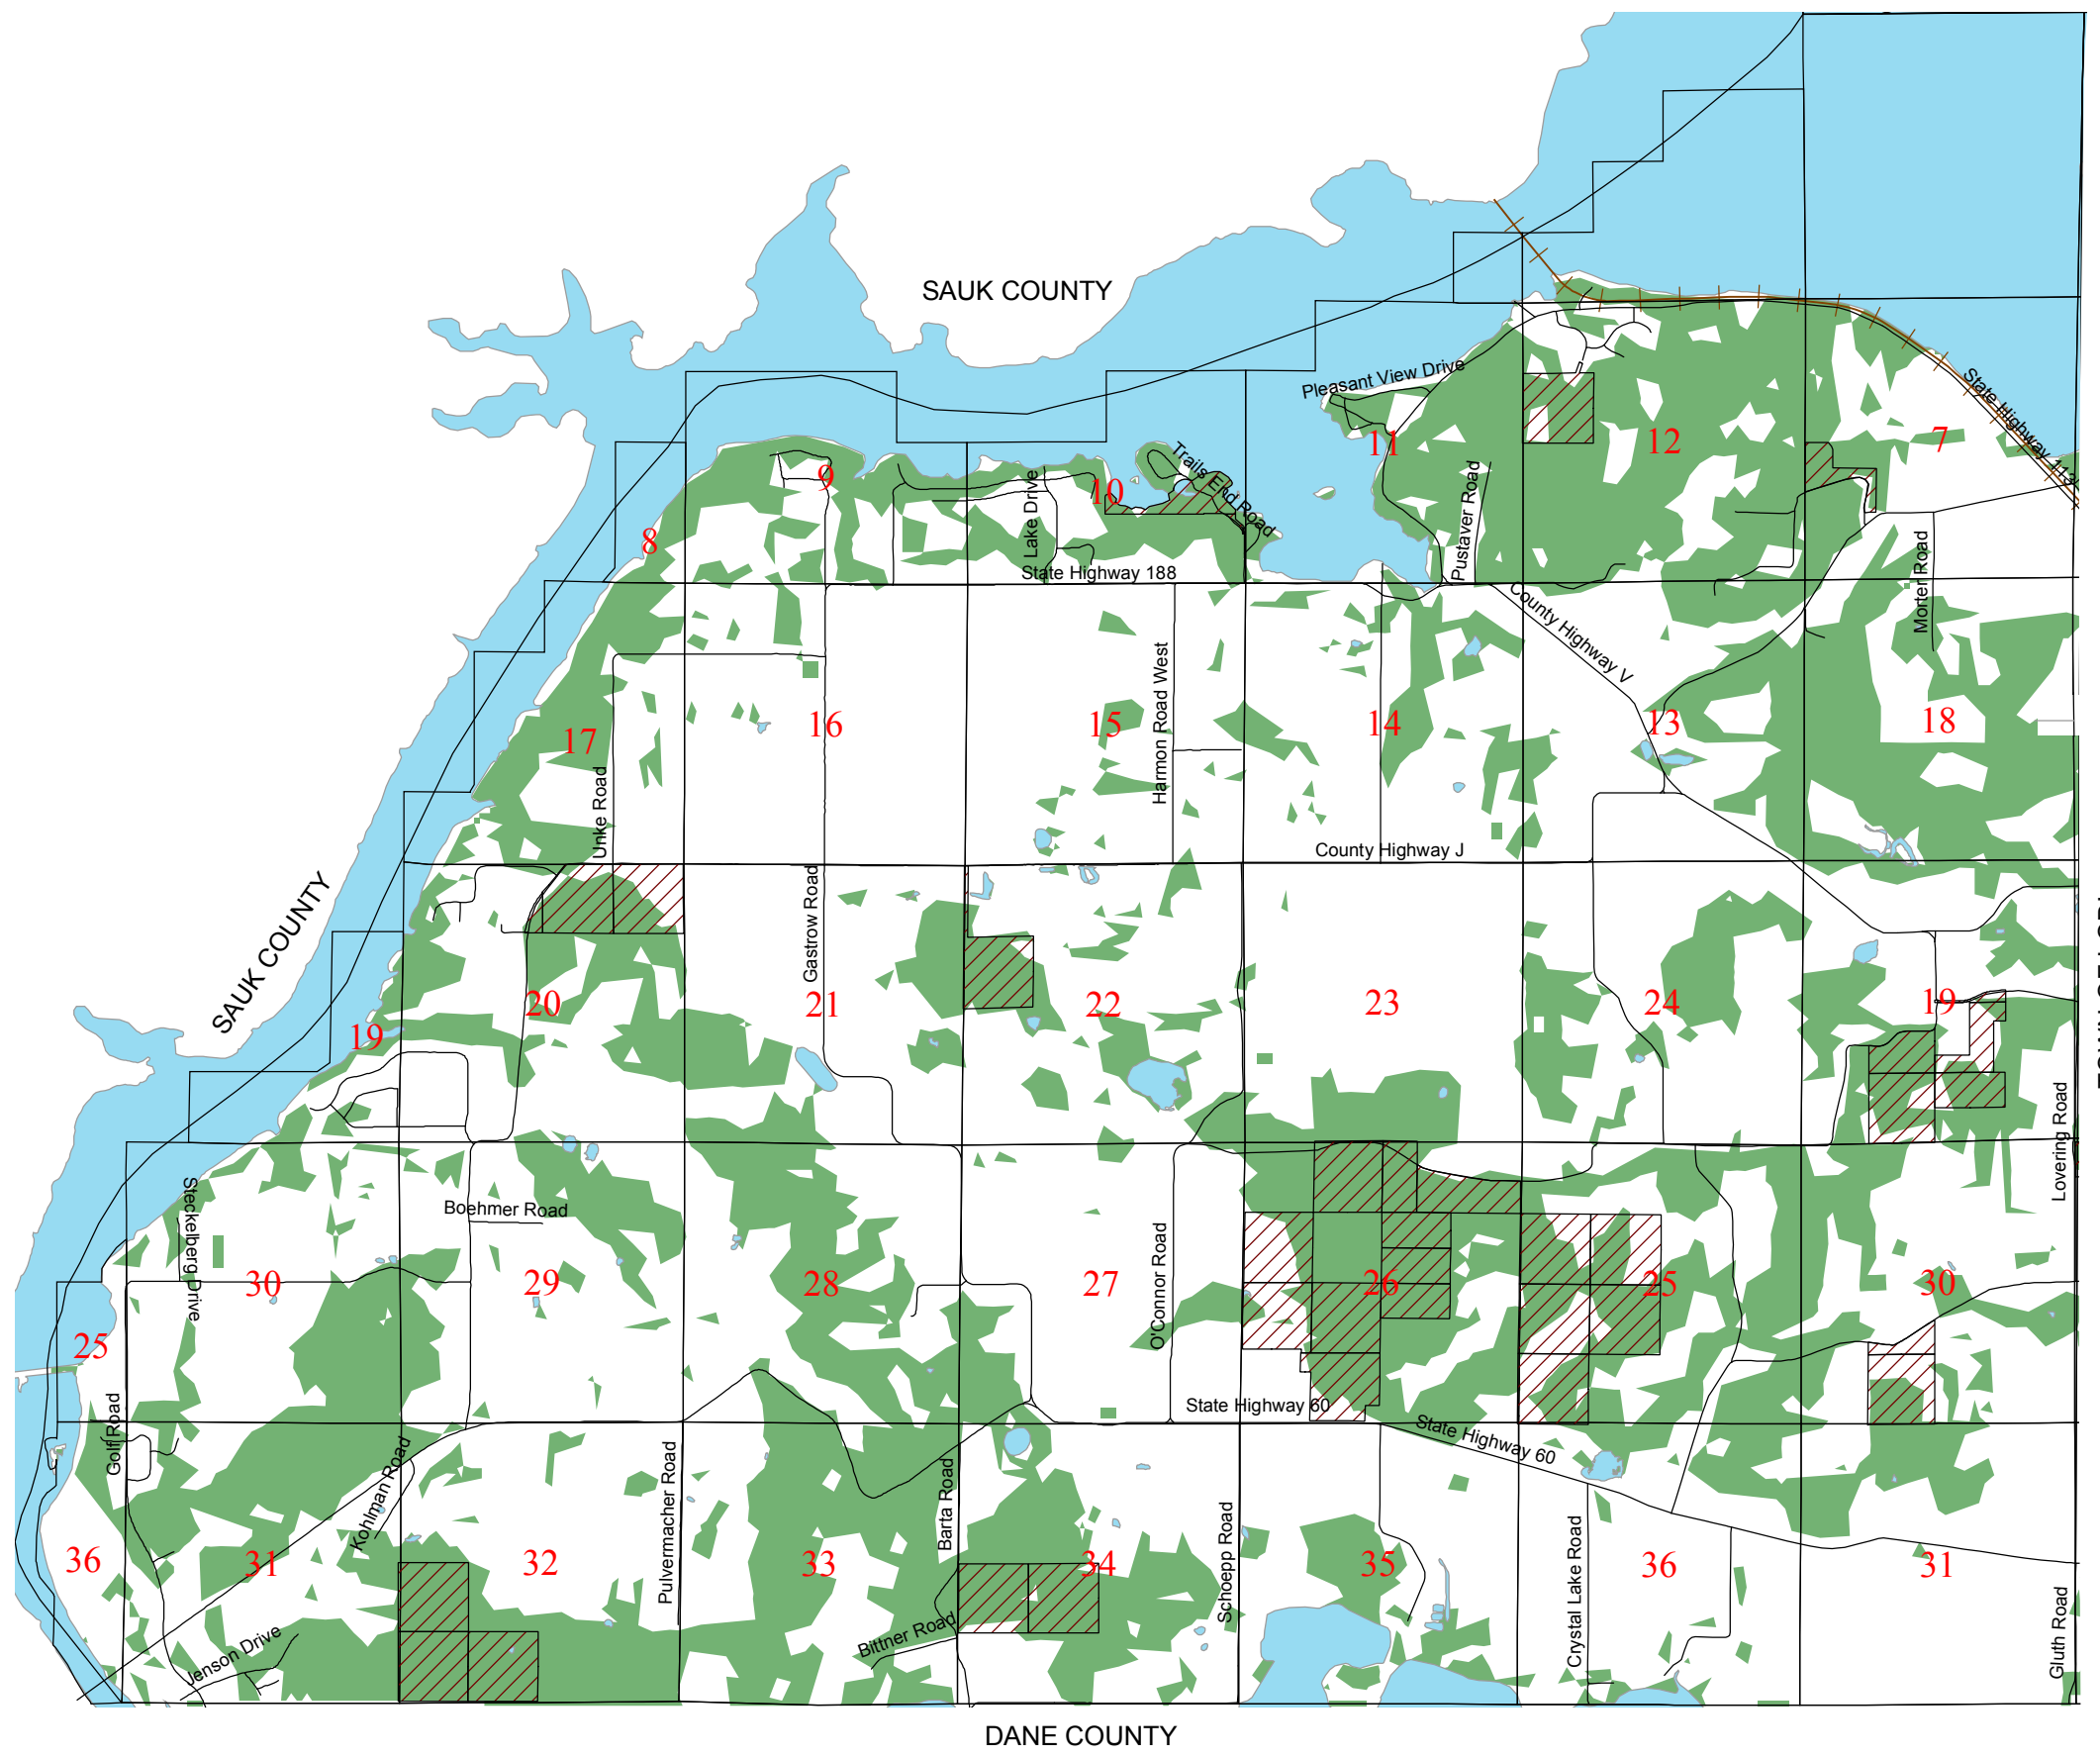 SAUK COUNTY
Pleasant View Drive
State Highway 113
11
12
7
Trails End Road
9
10
Lake Drive
Pustaver Road
8
State Highway 188
County Highway V
Morter Road
Harmon Road West
17
16
15
14
13
18
Unke Road
County Highway J
SAUK COUNTY
Gastrow Road
19
20
21
22
23
24
19
Lovering Road
Steckelberg Drive
Boehmer Road
O'Connor Road
30
29
28
27
26
25
30
25
Golf Road
State Highway 60
State Highway 60
Kohlman Road
Pulvermacher Road
Barta Road
Schoepp Road
Crystal Lake Road
36
31
32
33
34
35
36
31
Jenson Drive
Bittner Road
Gluth Road
DANE COUNTY